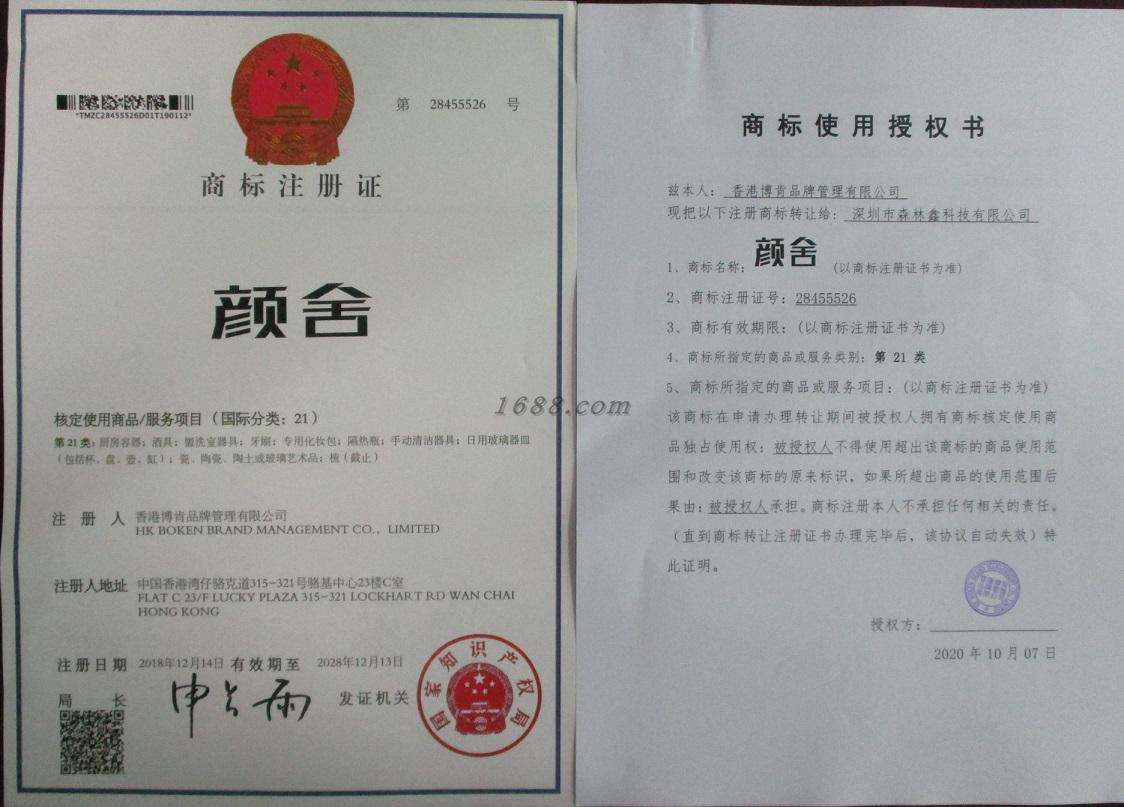 *TMZC28455526D01T190112*
第 28455526 号
商标注册证
颜舍
核定使用商品/服务项目（国际分类：21）
第21类：厨房容器；酒具；盥洗室器具；牙刷；专用化妆包；隔热瓶；手动清洁器具；日用玻璃器皿
（包括杯、盘、壶、缸）；瓷、陶瓷、陶土或玻璃艺术品；梳（截止）
注册人 香港博肯品牌管理有限公司
HK BOKEN BRAND MANAGEMENT CO., LIMITED
注册人地址 中国香港湾仔骆克道315-321号骆基中心23楼C室
FLAT C 23/F LUCKY PLAZA 315-321 LOCKHART RD WAN CHAI
HONG KONG
注册日期 2018年12月14日 有效期至 2028年12月13日
局长 申长雨 发证机关
国家知识产权局
1688.com
商标使用授权书
兹本人：香港博肯品牌管理有限公司
现把以下注册商标转让给：深圳市森林鑫科技有限公司
1、商标名称：颜舍（以商标注册证书为准）
2、商标注册证号：28455526
3、商标有效期限：（以商标注册证书为准）
4、商标所指定的商品或服务类别：第 21 类
5、商标所指定的商品或服务项目：（以商标注册证书为准）
该商标在申请办理转让期间被授权人拥有商标核定使用商
品独占使用权：被授权人不得使用超出该商标的商品使用范
围和改变该商标的原来标识，如果所超出商品的使用范围后
果由：被授权人承担。商标注册本人不承担任何相关的责任。
（直到商标转让注册证书办理完毕后，该协议自动失效）特
此证明。
授权方：
2020 年 10 月 07 日